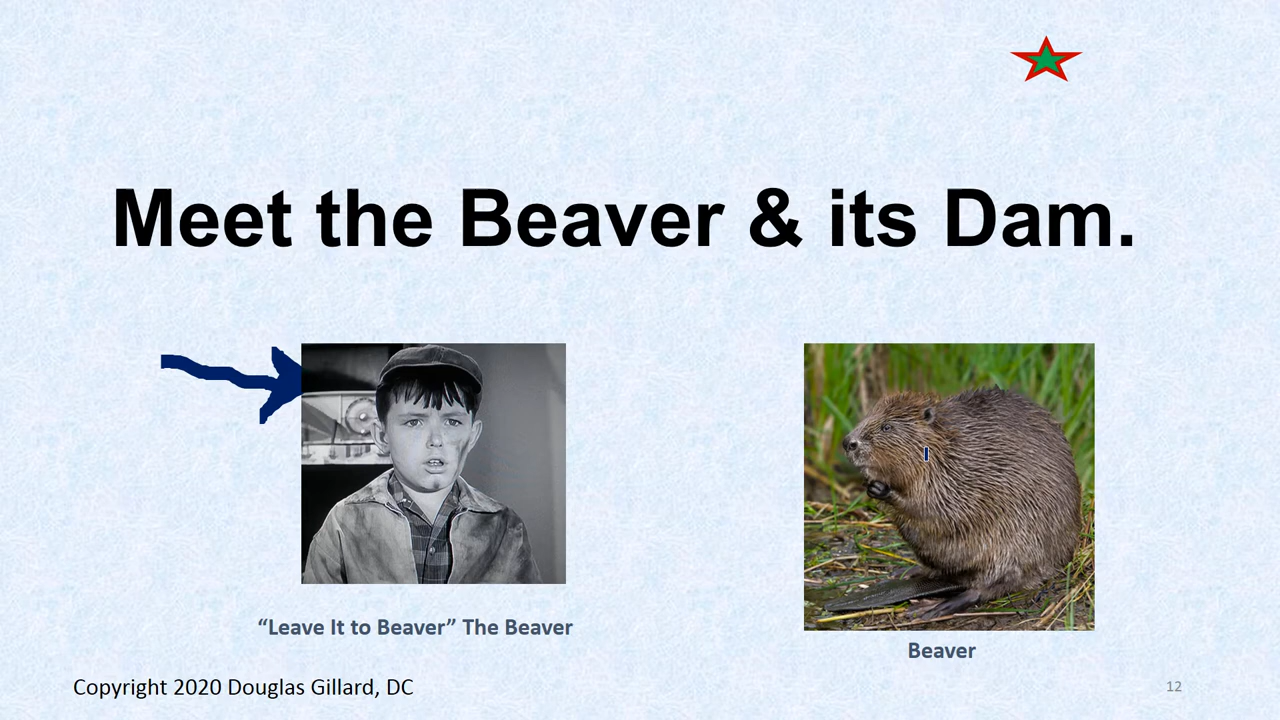 Meet the Beaver & its Dam.
“Leave It to Beaver” The Beaver
Beaver
Copyright 2020 Douglas Gillard, DC
12